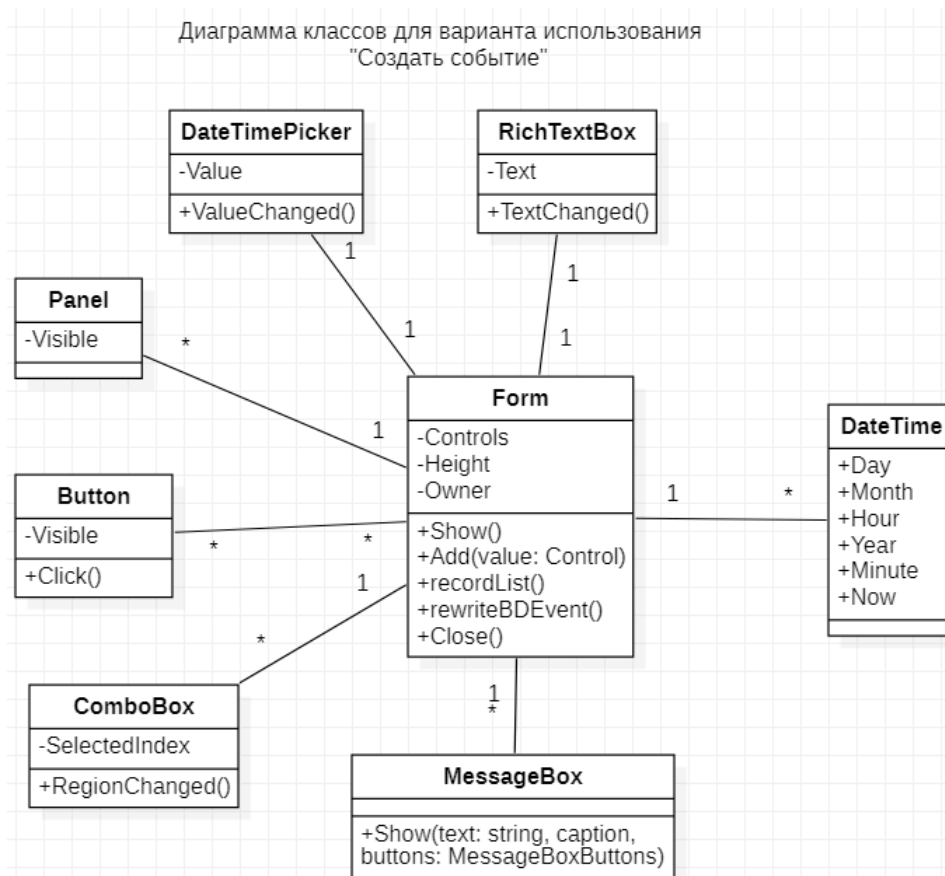 Диаграмма классов для варианта использования
"Создать событие"
DateTimePicker
-Value
+ValueChanged()
1
1
RichTextBox
-Text
+TextChanged()
1
1
Panel
-Visible
*
1
Form
-Controls
-Height
-Owner
+Show()
+Add(value: Control)
+recordList()
+rewriteBDEvent()
+Close()
DateTime
+Day
+Month
+Hour
+Year
+Minute
+Now
1
*
Button
-Visible
+Click()
*
*
1
*
ComboBox
-SelectedIndex
+RegionChanged()
1
*
MessageBox
+Show(text: string, caption,
buttons: MessageBoxButtons)